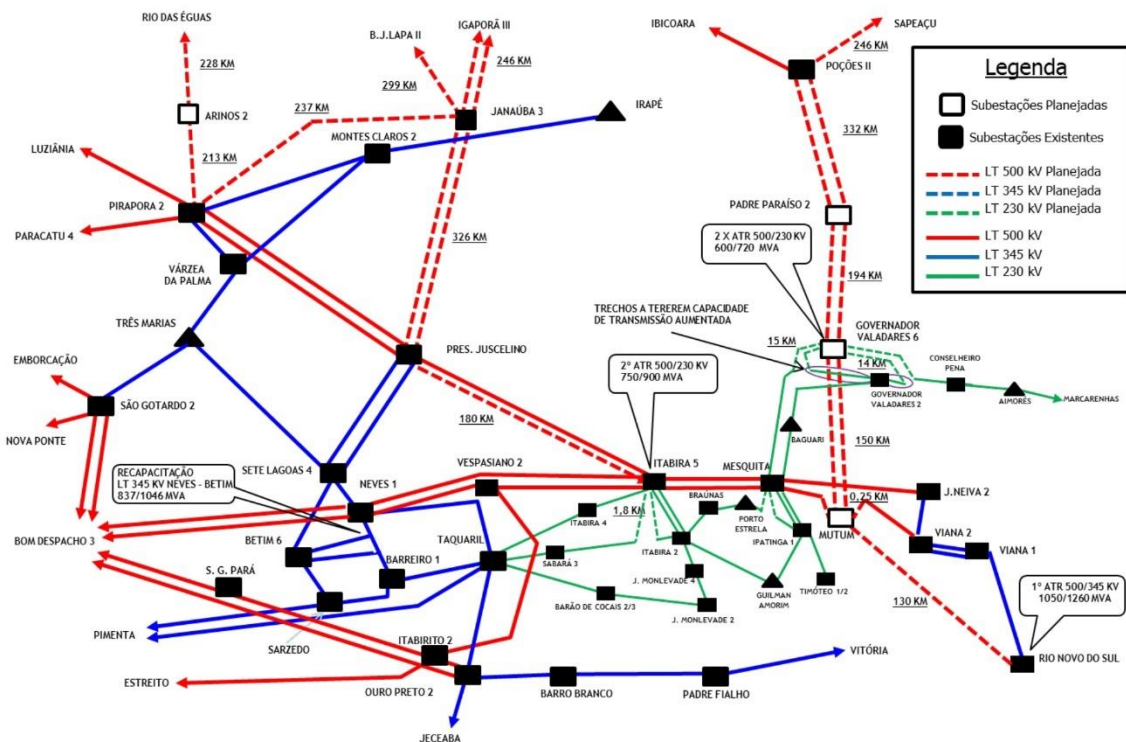 RIO DAS ÉGUAS
228 KM
ARINOS 2
213 KM
LUZIÂNIA
PIRAPORA 2
PARACATU 4
237 KM
B.J.LAPA II
299 KM
IGAPORÃ III
246 KM
JANAÚBA 3
MONTES CLAROS 2
IRAPÉ
326 KM
VÁRZEA
DA PALMA
TRÊS MARIAS
EMBORCAÇÃO
SÃO GOTARDO 2
NOVA PONTE
PRES. JUSCELINO
180 KM
IBICOARA
SAPEAÇU
246 KM
POÇÕES II
332 KM
PADRE PARAÍSO 2
194 KM
2 X ATR 500/230 KV
600/720 MVA
TRECHOS A TEREREM CAPACIDADE
DE TRANSMISSÃO AUMENTADA
15 KM
GOVERNADOR
VALADARES 6
14 KM
GOVERNADOR
VALADARES 2
CONSELHEIRO
PENA
AIMORÉS
MARCARENHAS
BAGUARI
150 KM
Legenda
Subestações Planejadas
Subestações Existentes
LT 500 kV Planejada
LT 345 kV Planejada
LT 230 kV Planejada
LT 500 kV
LT 345 kV
LT 230 kV
2º ATR 500/230 KV
750/900 MVA
RECAPACITAÇÃO
LT 345 KV NEVES - BETIM
837/1046 MVA
SETE LAGOAS 4
NEVES 1
VESPASIANO 2
ITABIRA 5
MESQUITA
BOM DESPACHO 3
BETIM 6
BARREIRO 1
TAQUARIL
ITABIRA 4
1,8 KM
BRAÚNAS
PORTO
ESTRELA
IPATINGA 1
0,25 KM
MUTUM
J.NEIVA 2
VIANA 2
VIANA 1
SABARÁ 3
ITABIRA 2
J. MONLEVADE 4
GUILMAN
AMORIM
TIMÓTEO 1/2
BARÃO DE COCAIS 2/3
J. MONLEVADE 2
S. G. PARÁ
PIMENTA
SARZEDO
ITABIRITO 2
ESTREITO
OURO PRETO 2
BARRO BRANCO
PADRE FIALHO
VITÓRIA
JECEABA
130 KM
1º ATR 500/345 KV
1050/1260 MVA
RIO NOVO DO SUL